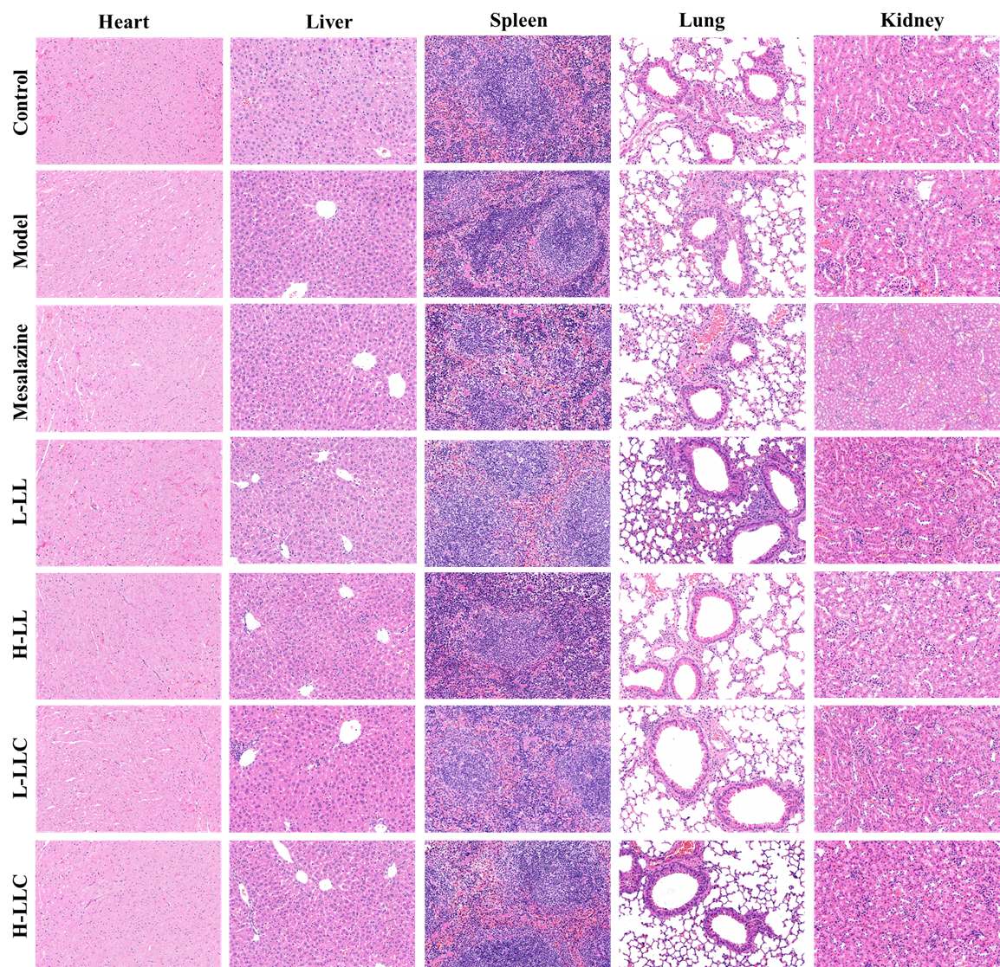 Heart Liver Spleen Lung Kidney
Control
Model
Mesalazine
L-LL
H-LL
L-LLC
H-LLC